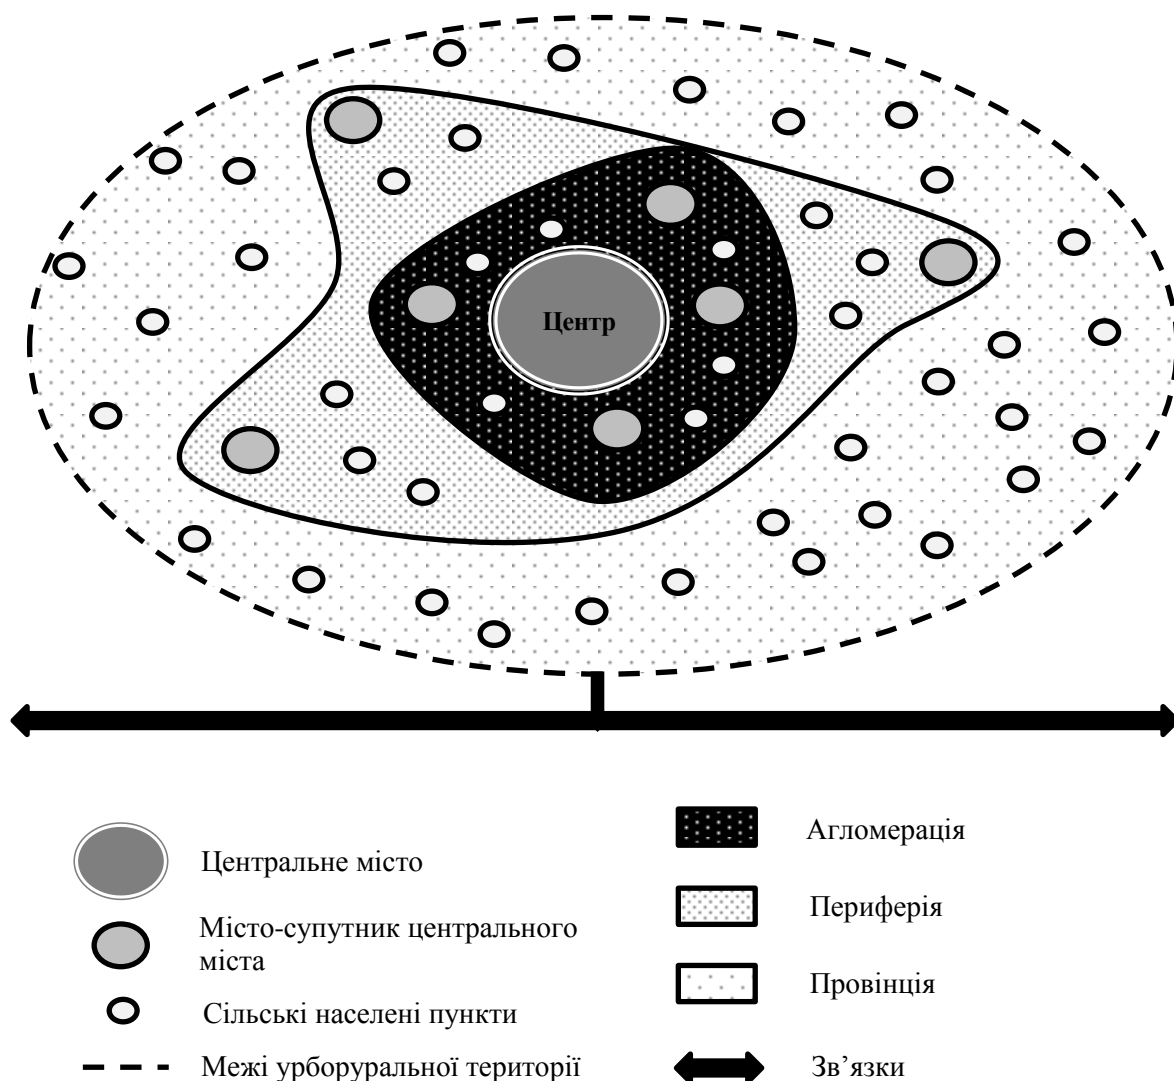 Центр
Центральне місто
Місто-супутник центрального
міста
Сільські населені пункти
Межі урборуральної території
Агломерація
Периферія
Провінція
Зв’язки